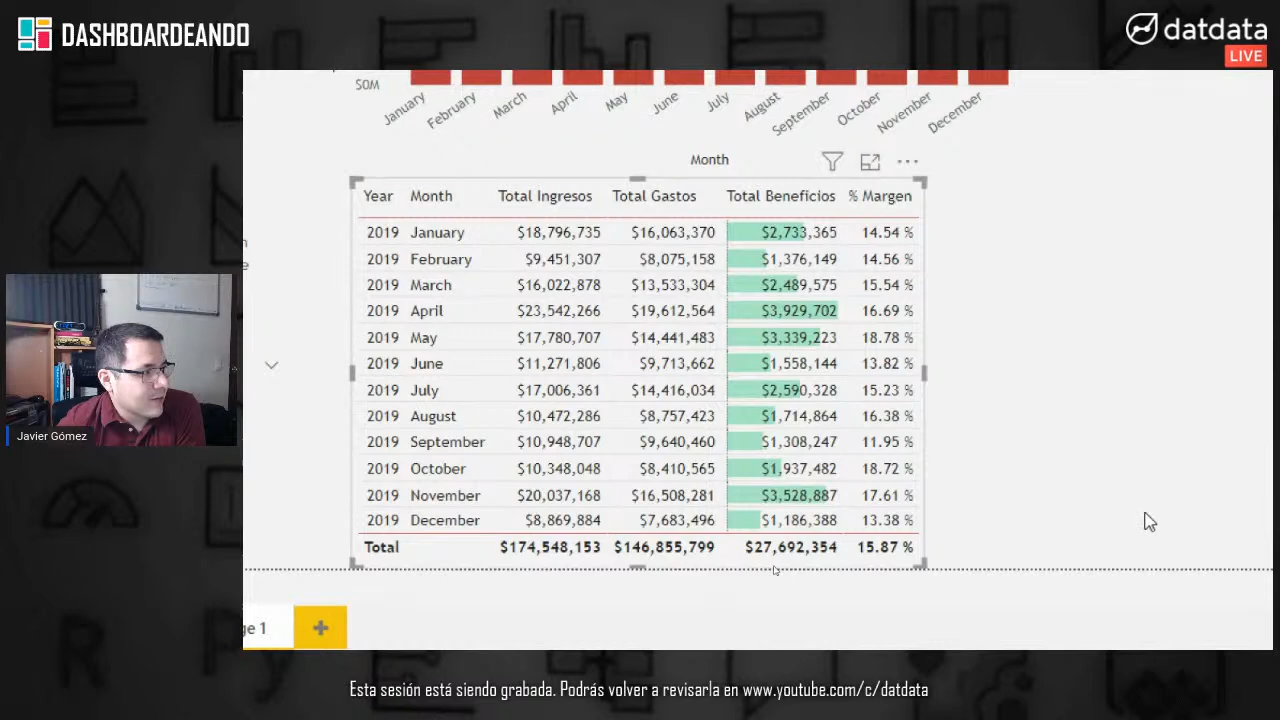 DASHBOARDEANDO
datdata
LIVE
$0M
January February March April May June July August September October November December
Month
Year Month Total Ingresos Total Gastos Total Beneficios % Margen
2019 January $18,796,735 $16,063,370 $2,733,365 14.54 %
2019 February $9,451,307 $8,075,158 $1,376,149 14.56 %
2019 March $16,022,878 $13,533,304 $2,489,575 15.54 %
2019 April $23,542,266 $19,612,564 $3,929,702 16.69 %
2019 May $17,780,707 $14,441,483 $3,339,223 18.78 %
2019 June $11,271,806 $9,713,662 $1,558,144 13.82 %
2019 July $17,006,361 $14,416,034 $2,590,328 15.23 %
2019 August $10,472,286 $8,757,423 $1,714,864 16.38 %
2019 September $10,948,707 $9,640,460 $1,308,247 11.95 %
2019 October $10,348,048 $8,410,565 $1,937,482 18.72 %
2019 November $20,037,168 $16,508,281 $3,528,887 17.61 %
2019 December $8,869,884 $7,683,496 $1,186,388 13.38 %
Total $174,548,153 $146,855,799 $27,692,354 15.87 %
Javier Gómez
ge 1
Esta sesión está siendo grabada. Podrás volver a revisarla en www.youtube.com/c/datdata